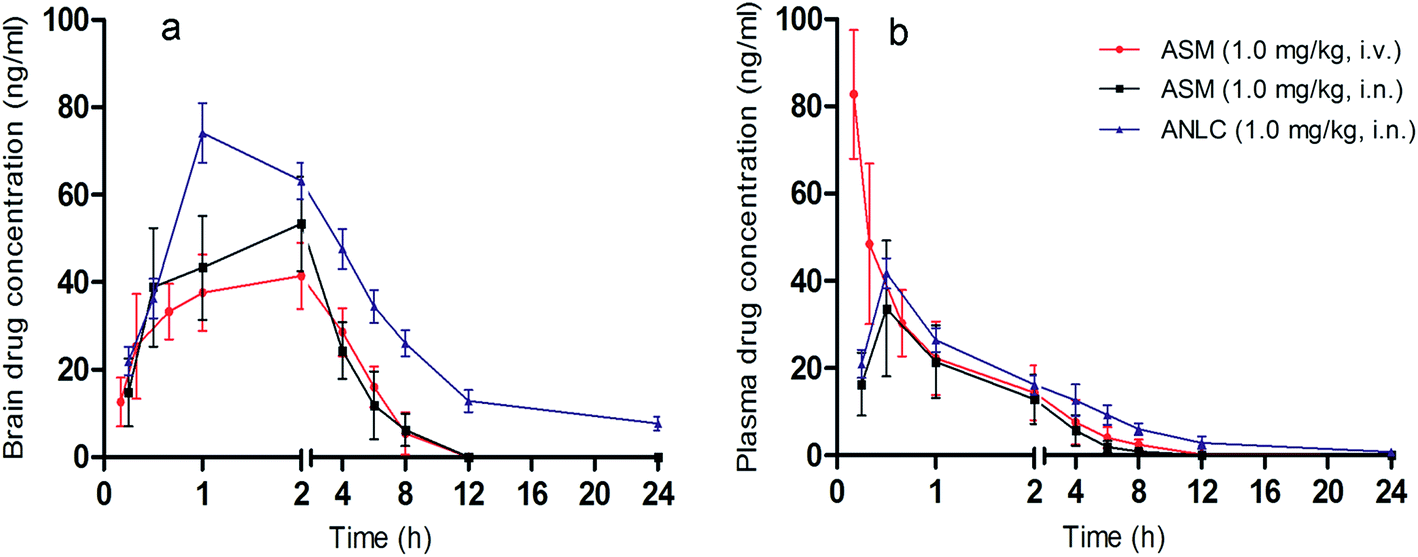 a
Brain drug concentration (ng/ml)
100
80
60
40
20
0
0 1 2 4 8 12 16 20 24
Time (h)
b
Plasma drug concentration (ng/ml)
100
80
60
40
20
0
0 1 2 4 8 12 16 20 24
Time (h)
ASM (1.0 mg/kg, i.v.)
ASM (1.0 mg/kg, i.n.)
ANLC (1.0 mg/kg, i.n.)